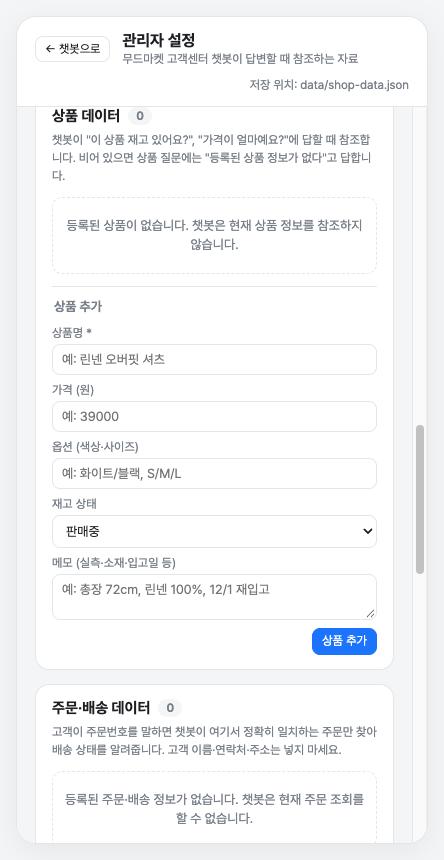 ← 챗봇으로
관리자 설정
무드마켓 고객센터 챗봇이 답변할 때 참조하는 자료
저장 위치: data/shop-data.json
상품 데이터 0
챗봇이 "이 상품 재고 있어요?", "가격이 얼마예요?"에 답할 때 참조합
니다. 비어 있으면 상품 질문에는 "등록된 상품 정보가 없다"고 답합니
다.
등록된 상품이 없습니다. 챗봇은 현재 상품 정보를 참조하지
않습니다.
상품 추가
상품명 *
예: 린넨 오버핏 셔츠
가격 (원)
예: 39000
옵션 (색상·사이즈)
예: 화이트/블랙, S/M/L
재고 상태
판매중
메모 (실측·소재·입고일 등)
예: 총장 72cm, 린넨 100%, 12/1 재입고
상품 추가
주문·배송 데이터 0
고객이 주문번호를 말하면 챗봇이 여기서 정확히 일치하는 주문만 찾아
배송 상태를 알려줍니다. 고객 이름·연락처·주소는 넣지 마세요.
등록된 주문·배송 정보가 없습니다. 챗봇은 현재 주문 조회를
할 수 없습니다.